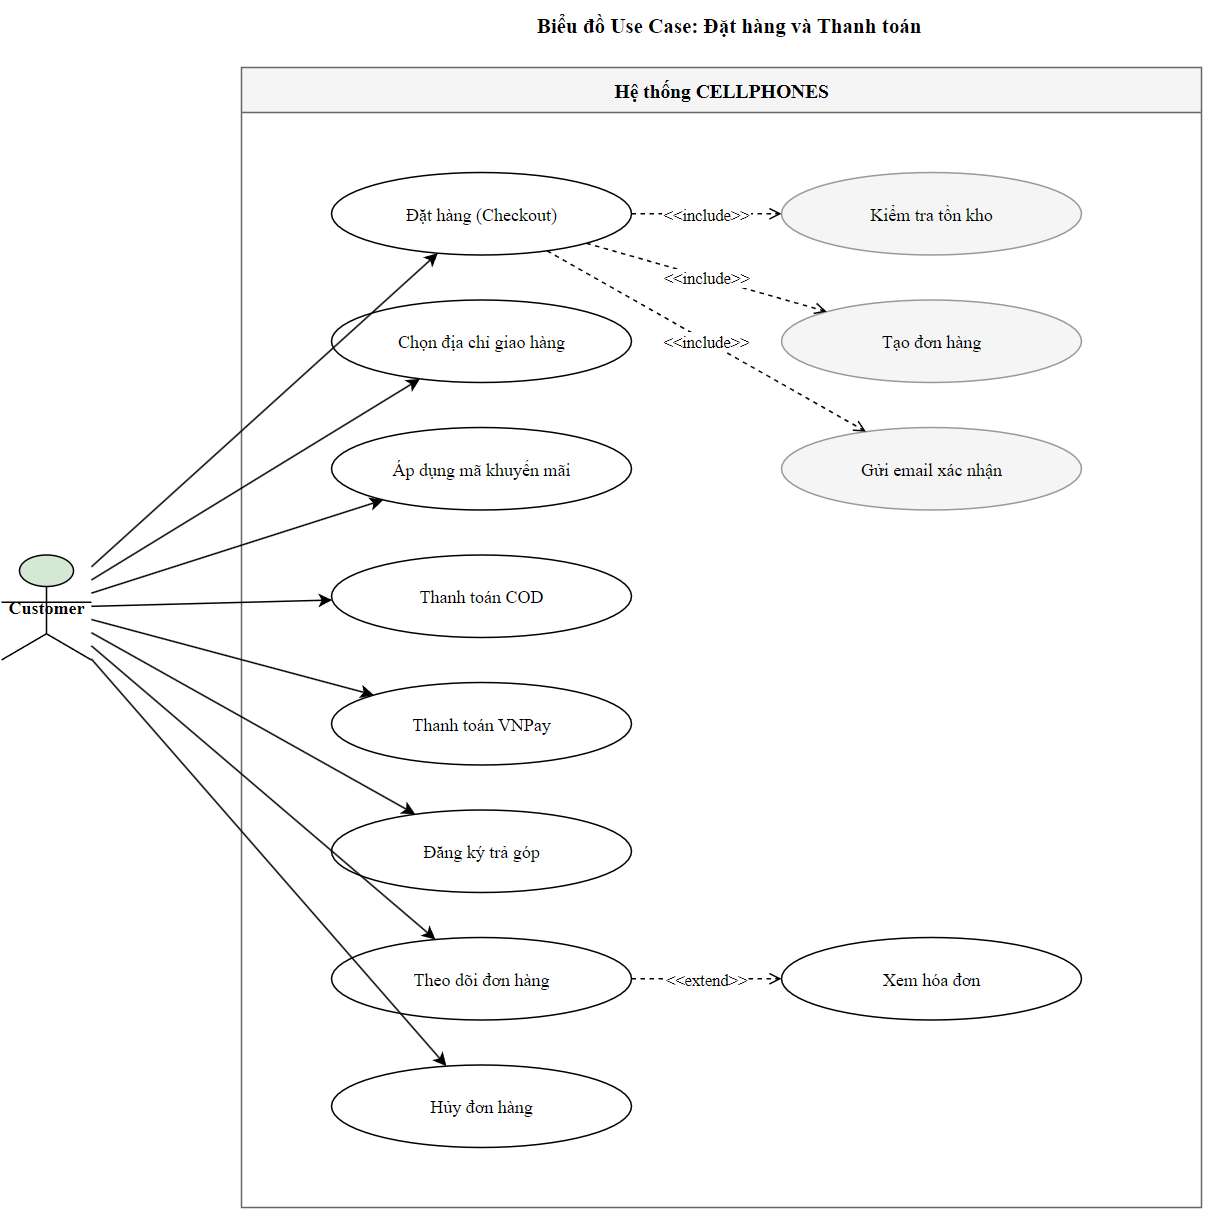 Biểu đồ Use Case: Đặt hàng và Thanh toán
Hệ thống CELLPHONES
Đặt hàng (Checkout)
<<include>>
Kiểm tra tồn kho
<<include>>
Chọn địa chỉ giao hàng
<<include>>
Tạo đơn hàng
Áp dụng mã khuyến mãi
Gửi email xác nhận
Thanh toán COD
Customer
Thanh toán VNPay
Đăng ký trả góp
Theo dõi đơn hàng
<<extend>>
Xem hóa đơn
Hủy đơn hàng